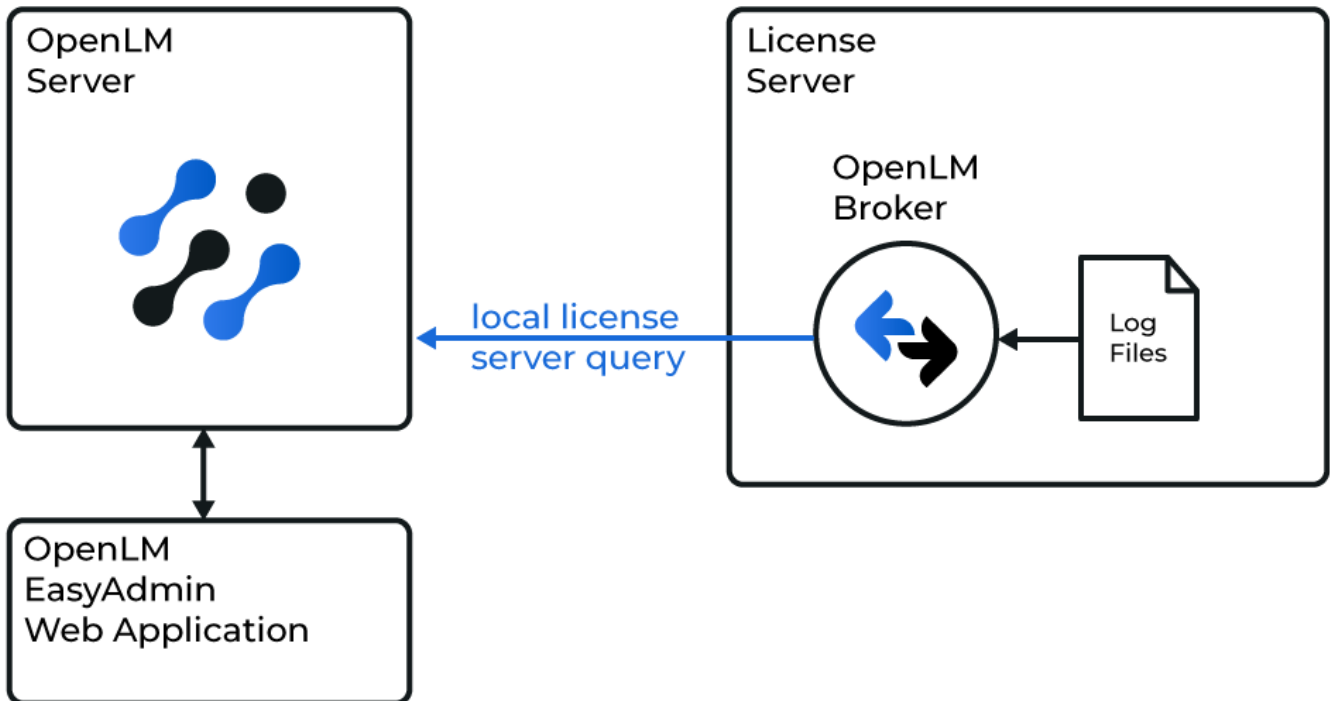 OpenLM
Server
License
Server
OpenLM
Broker
local license
server query
Log
Files
OpenLM
EasyAdmin
Web Application